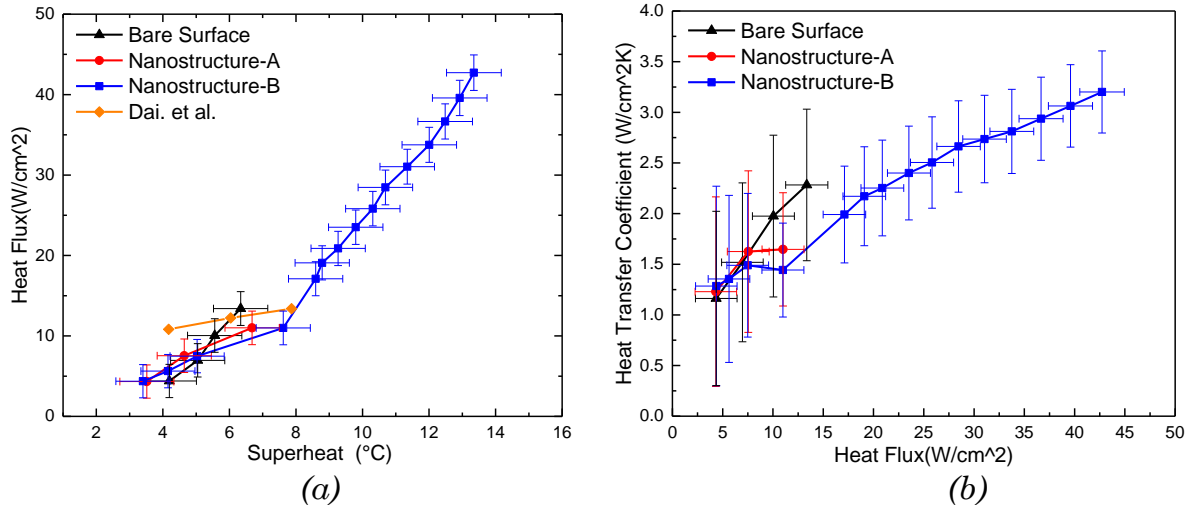 Bare Surface
Nanostructure-A
Nanostructure-B
Dai. et al.
Heat Flux(W/cm^2)
50
40
30
20
10
0
2 4 6 8 10 12 14 16
Superheat (°C)
(a)
Bare Surface
Nanostructure-A
Nanostructure-B
Heat Transfer Coefficient (W/cm^2K)
4.0
3.5
3.0
2.5
2.0
1.5
1.0
0.5
0.0
0 5 10 15 20 25 30 35 40 45 50
Heat Flux(W/cm^2)
(b)